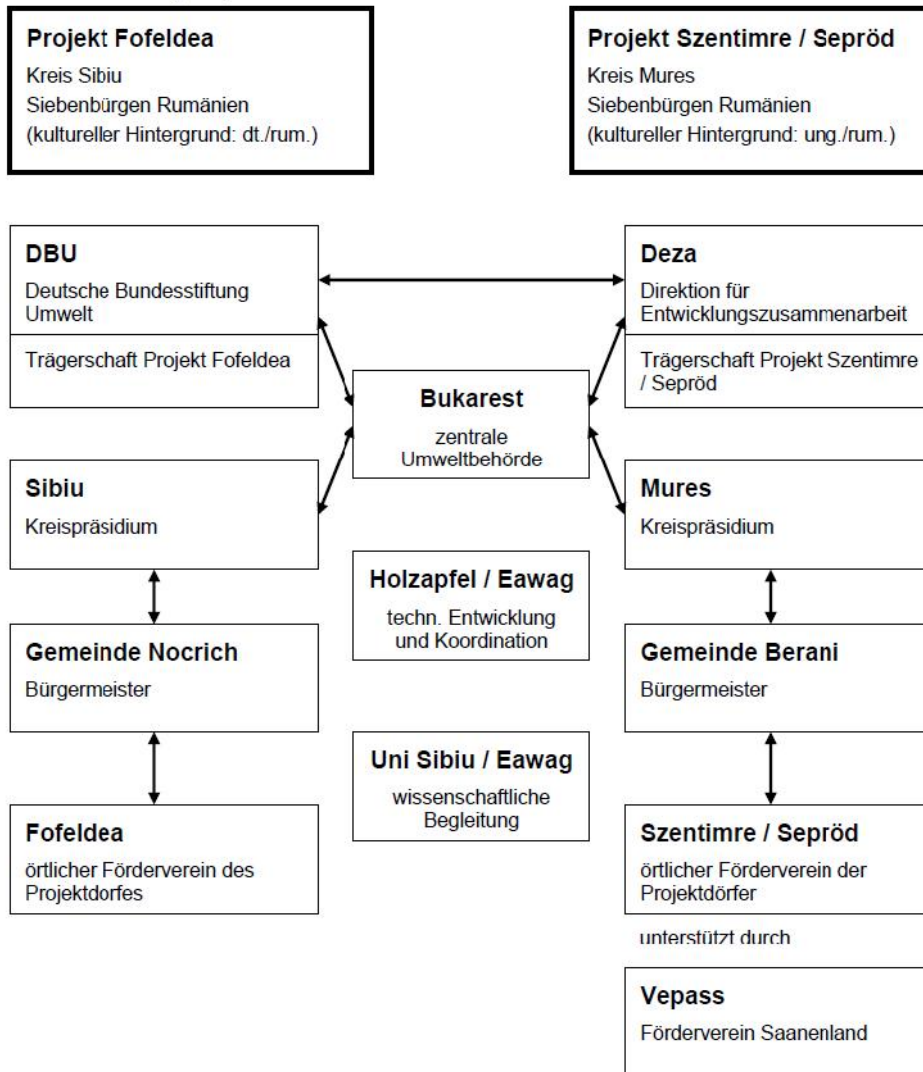 Projekt Fofeldea
Kreis Sibiu
Siebenbürgen Rumänien
(kultureller Hintergrund: dt./rum.)
Projekt Szentimre / Sepröd
Kreis Mures
Siebenbürgen Rumänien
(kultureller Hintergrund: ung./rum.)
DBU
Deutsche Bundesstiftung
Umwelt
Trägerschaft Projekt Fofeldea
Deza
Direktion für
Entwicklungszusammenarbeit
Trägerschaft Projekt Szentimre
/ Sepröd
Bukarest
zentrale
Umweltbehörde
Sibiu
Kreispräsidium
Mures
Kreispräsidium
Holzapfel / Eawag
techn. Entwicklung
und Koordination
Gemeinde Nocrich
Bürgermeister
Gemeinde Berani
Bürgermeister
Uni Sibiu / Eawag
wissenschaftliche
Begleitung
Fofeldea
örtlicher Förderverein des
Projektdorfes
Szentimre / Sepröd
örtlicher Förderverein der
Projektdörfer
unterstützt durch
Vepass
Förderverein Saanenland